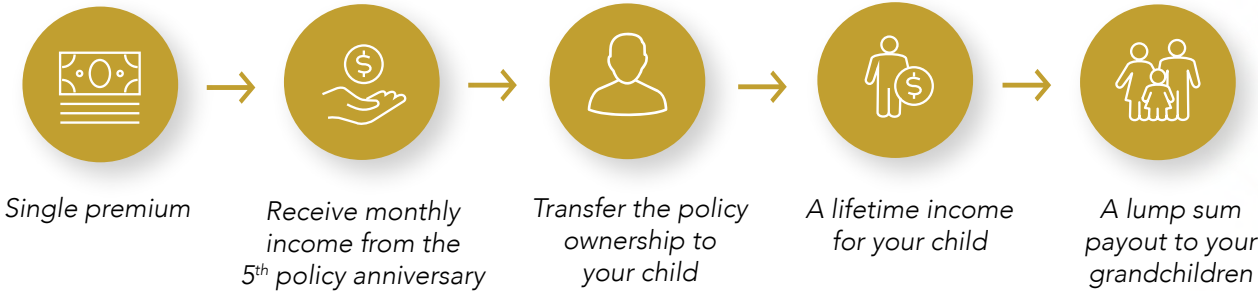 Single premium
Receive monthly
income from the
5th policy anniversary
Transfer the policy
ownership to
your child
A lifetime income
for your child
A lump sum
payout to your
grandchildren